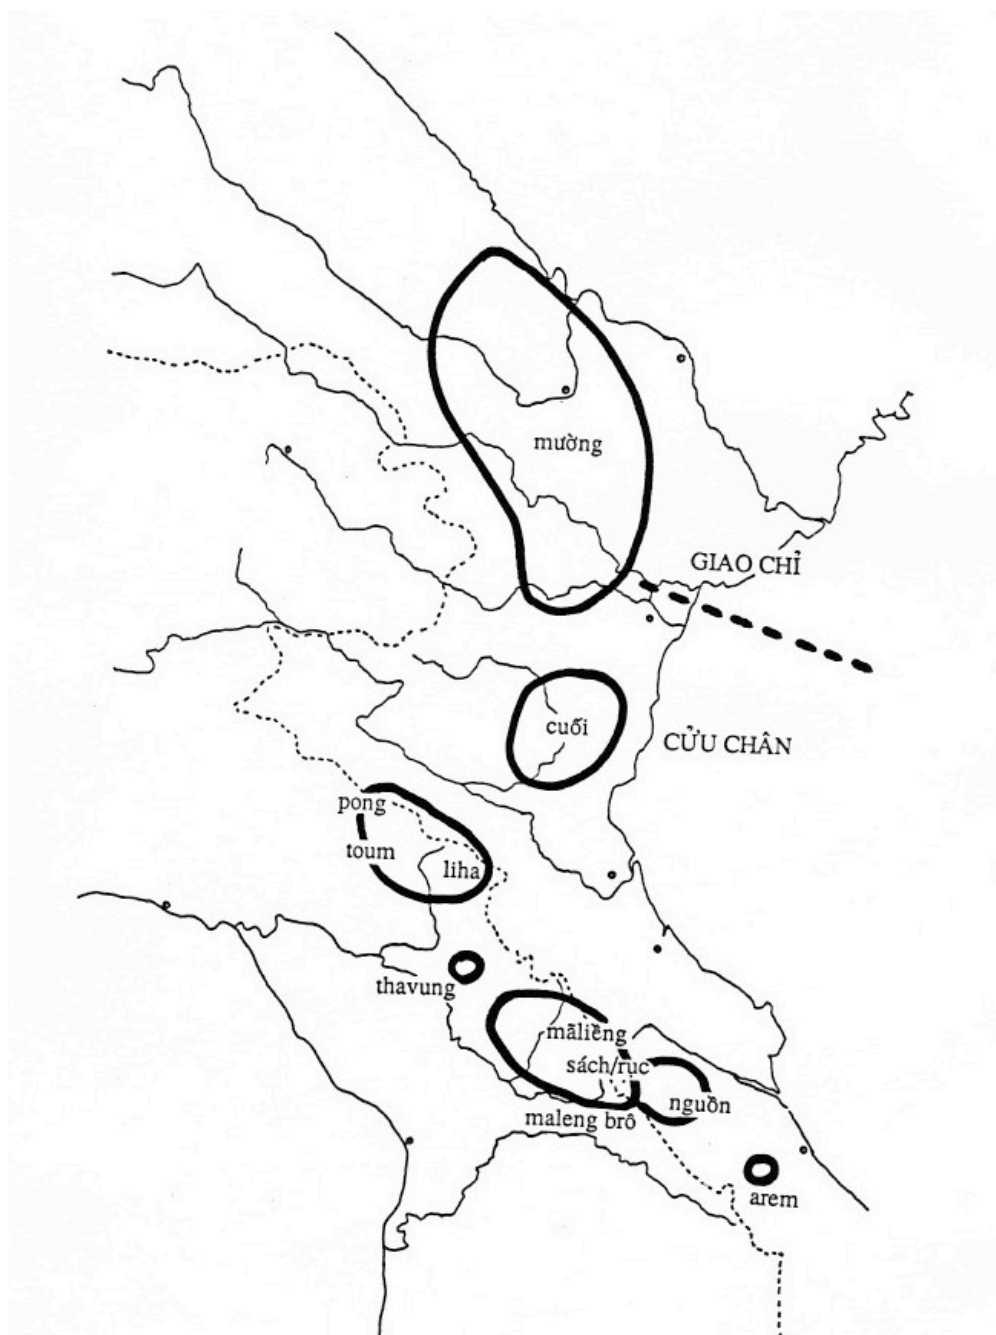 mường
GIAO CHỈ
cuối
CỬU CHÂN
pong
toum
liha
thavung
mãliềng
sách/rục
nguồn
maleng brô
arem